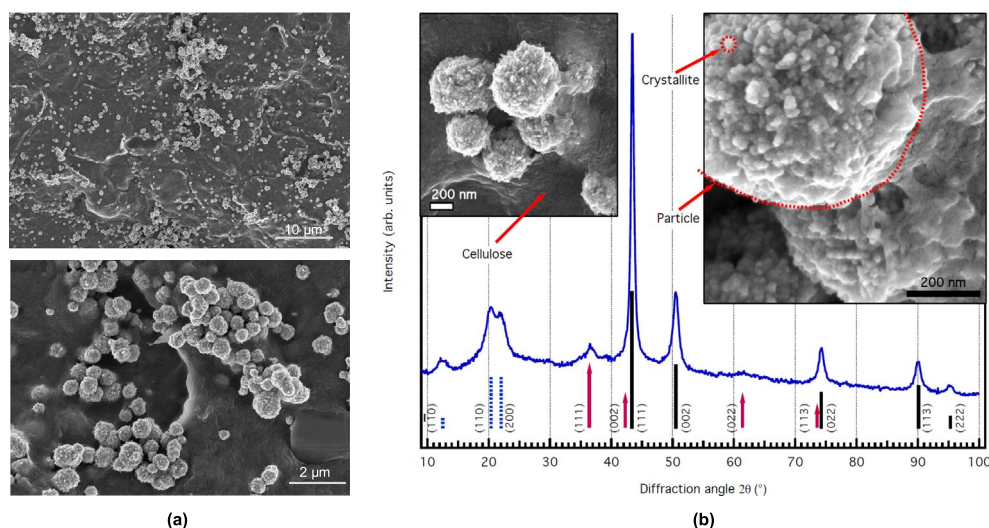 10 µm
2 µm
(a)
Intensity (arb. units)
200 nm
Cellulose
Crystallite
Particle
200 nm
(1̄10)
(110)
(200)
(111)
(002)
(111)
(002)
(022)
(113)
(022)
(113)
(222)
10 20 30 40 50 60 70 80 90 100
Diffraction angle 2θ (°)
(b)